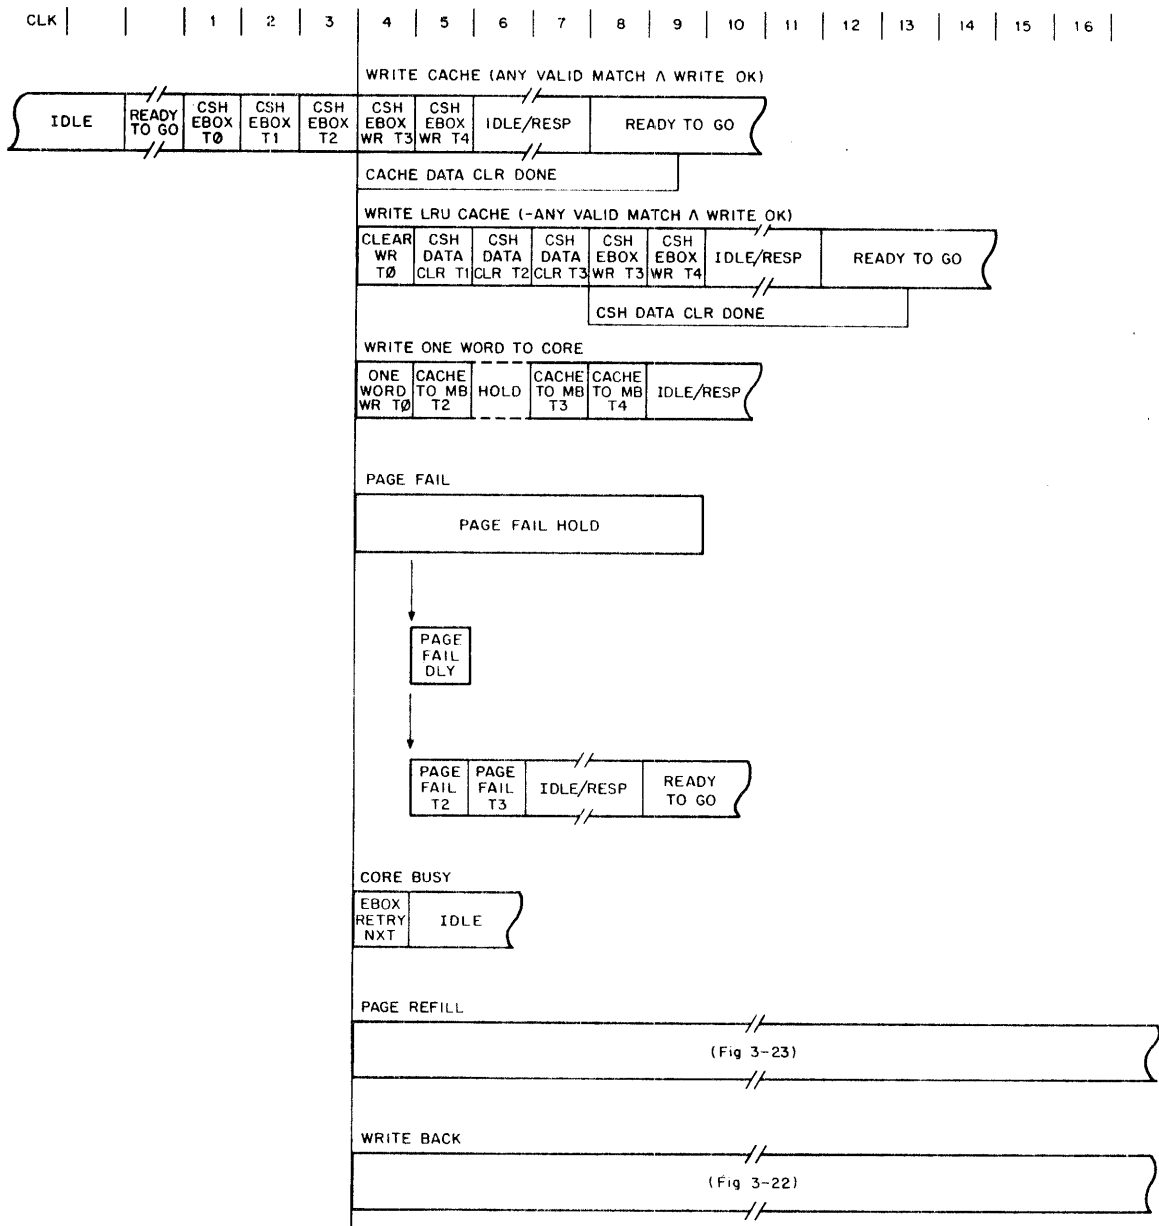 CLK 1 2 3 4 5 6 7 8 9 10 11 12 13 14 15 16
WRITE CACHE (ANY VALID MATCH Λ WRITE OK)
IDLE
READY
TO GO
CSH
EBOX
TØ
CSH
EBOX
T1
CSH
EBOX
T2
CSH
EBOX
WR T3
CSH
EBOX
WR T4
IDLE/RESP
READY TO GO
CACHE DATA CLR DONE
WRITE LRU CACHE (-ANY VALID MATCH Λ WRITE OK)
CLEAR
WR
TØ
CSH
DATA
CLR T1
CSH
DATA
CLR T2
CSH
DATA
CLR T3
CSH
EBOX
WR T3
CSH
EBOX
WR T4
IDLE/RESP
READY TO GO
CSH DATA CLR DONE
WRITE ONE WORD TO CORE
ONE
WORD
WR TØ
CACHE
TO MB
T2
HOLD
CACHE
TO MB
T3
CACHE
TO MB
T4
IDLE/RESP
PAGE FAIL
PAGE FAIL HOLD
PAGE
FAIL
DLY
PAGE
FAIL
T2
PAGE
FAIL
T3
IDLE/RESP
READY
TO GO
CORE BUSY
EBOX
RETRY
NXT
IDLE
PAGE REFILL
(Fig 3-23)
WRITE BACK
(Fig 3-22)